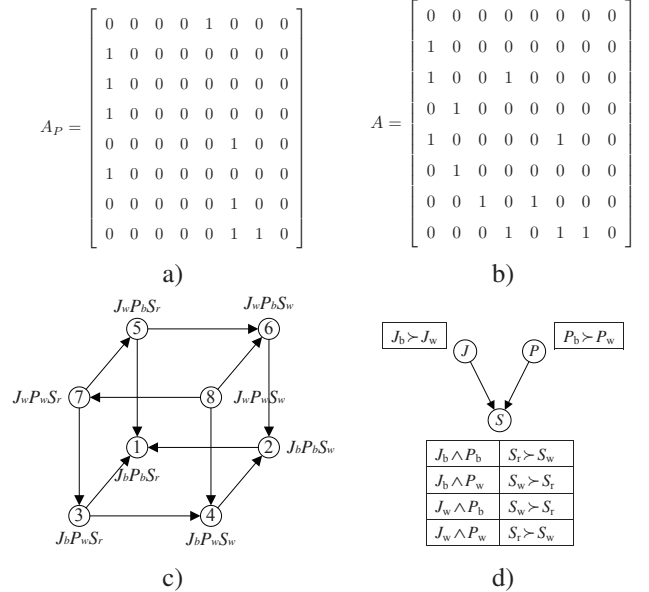 A_P =
0 0 0 0 1 0 0 0
1 0 0 0 0 0 0 0
1 0 0 0 0 0 0 0
1 0 0 0 0 0 0 0
0 0 0 0 0 1 0 0
1 0 0 0 0 0 0 0
0 0 0 0 0 1 0 0
0 0 0 0 0 1 1 0
a)
A =
0 0 0 0 0 0 0 0
1 0 0 0 0 0 0 0
1 0 0 1 0 0 0 0
0 1 0 0 0 0 0 0
1 0 0 0 0 1 0 0
0 1 0 0 0 0 0 0
0 0 1 0 1 0 0 0
0 0 0 1 0 1 1 0
b)
JwPbSr
JwPbSw
5
6
JwPwSr
7
8
JwPwSw
1
2
JbPbSw
JbPbSr
3
4
JbPwSr
JbPwSw
c)
J_b ≻ J_w
J
P
P_b ≻ P_w
S
J_b ∧ P_b S_r ≻ S_w
J_b ∧ P_w S_w ≻ S_r
J_w ∧ P_b S_w ≻ S_r
J_w ∧ P_w S_r ≻ S_w
d)